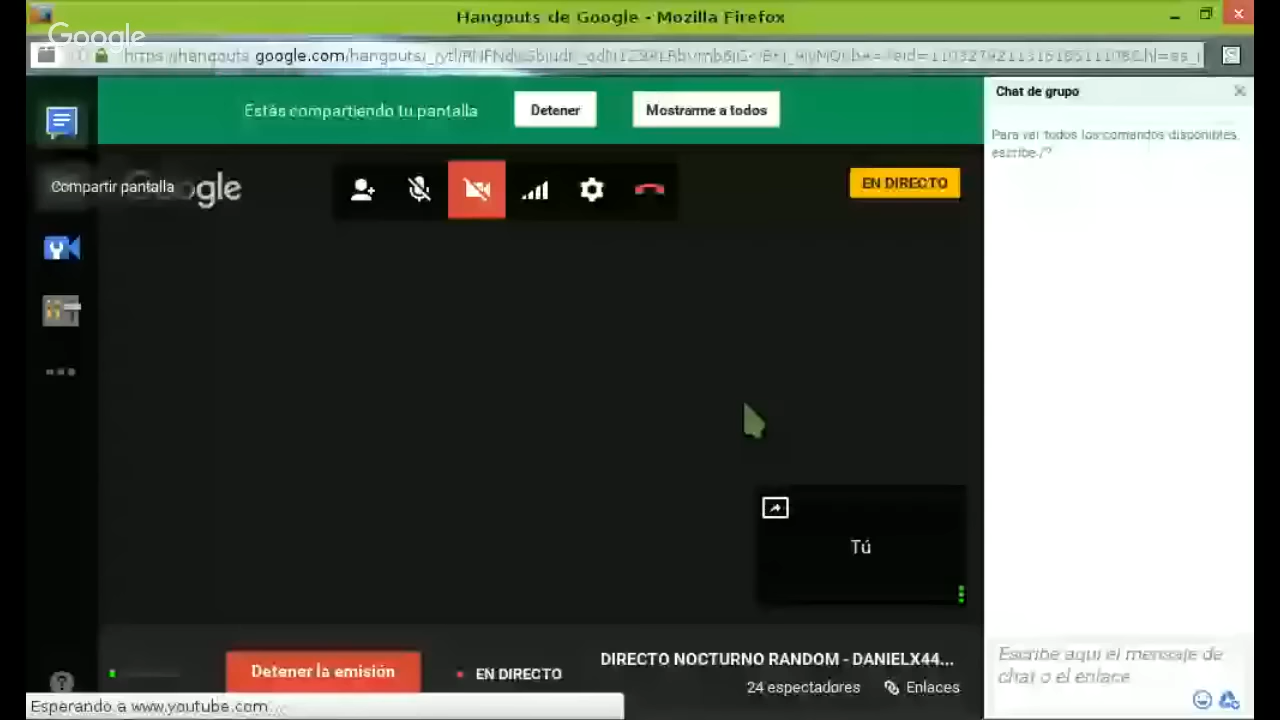 Hangouts de Google - Mozilla Firefox
Google
google.com/hangouts/
Estás compartiendo tu pantalla
Detener
Mostrarme a todos
Chat de grupo
Para ver todos los comandos disponibles,
escribe /?
Compartir pantalla
Google
EN DIRECTO
Tú
Detener la emisión
EN DIRECTO
DIRECTO NOCTURNO RANDOM - DANIELX44...
24 espectadores
Enlaces
Escribe aquí el mensaje de
chat o el enlace
Esperando a www.youtube.com...